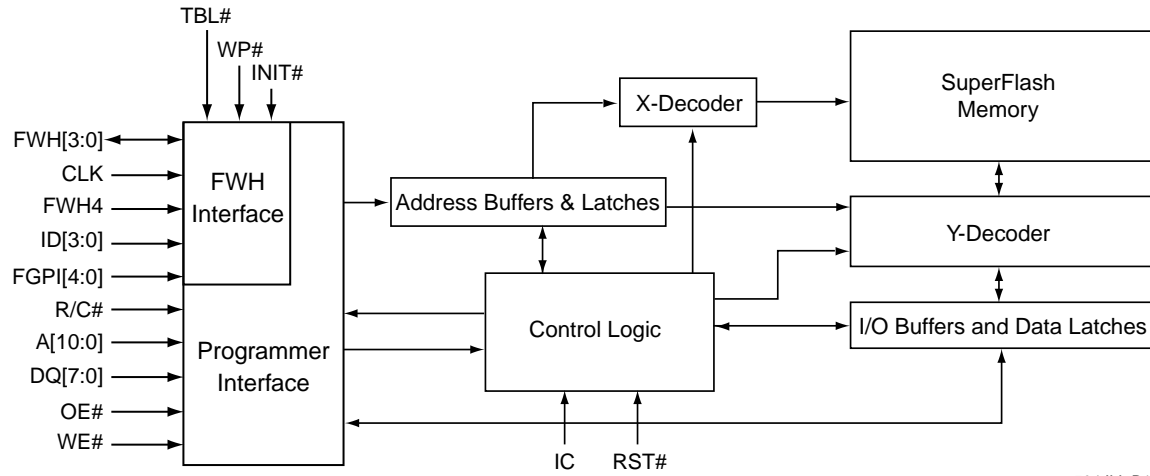 TBL#
WP#
INIT#
FWH[3:0]
CLK
FWH4
ID[3:0]
FGPI[4:0]
R/C#
A[10:0]
DQ[7:0]
OE#
WE#
FWH
Interface
Programmer
Interface
Address Buffers & Latches
X-Decoder
SuperFlash
Memory
Y-Decoder
Control Logic
I/O Buffers and Data Latches
IC
RST#